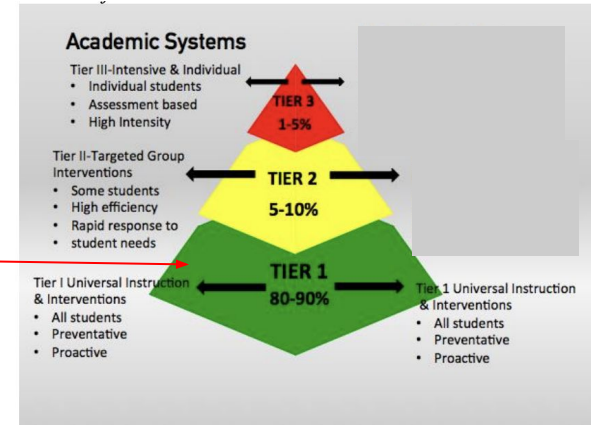 Academic Systems
Tier III-Intensive & Individual
• Individual students
• Assessment based
• High Intensity
TIER 3
1-5%
Tier II-Targeted Group
Interventions
• Some students
• High efficiency
• Rapid response to
• student needs
TIER 2
5-10%
TIER 1
80-90%
Tier I Universal Instruction
& Interventions
• All students
• Preventative
• Proactive
Tier 1 Universal Instruction
& Interventions
• All students
• Preventative
• Proactive